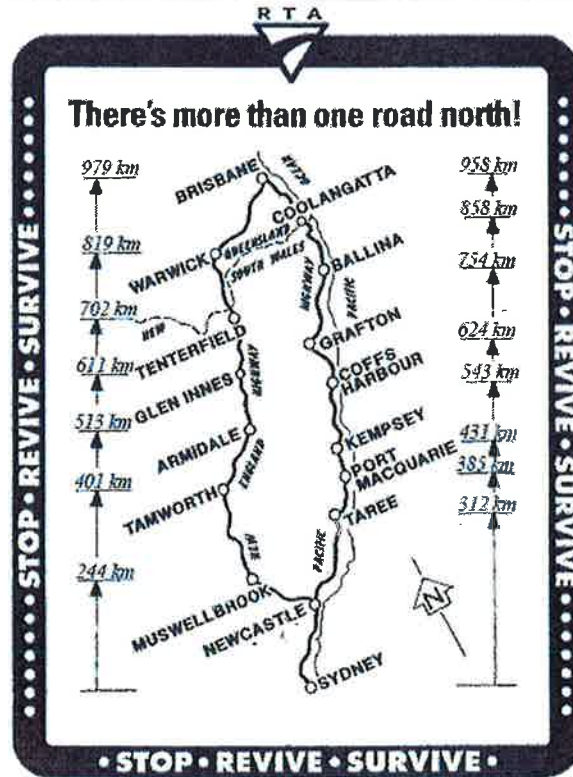 RTA
There's more than one road north!
STOP • REVIVE • SURVIVE
979 km
819 km
702 km
611 km
513 km
401 km
244 km
BRISBANE
COOLANGATTA
QUEENSLAND
NEW
SOUTH WALES
WARWICK
BALLINA
HIGHWAY
PACIFIC
TENTERFIELD
GRAFTON
GLEN INNES
HIGHWAY
COFFS
HARBOUR
ARMIDALE
ENGLAND
KEMPSEY
PORT
MACQUARIE
TAMWORTH
TAREE
PACIFIC
MUSWELLBROOK
NEWCASTLE
N
SYDNEY
958 km
858 km
754 km
624 km
543 km
431 km
385 km
312 km
STOP • REVIVE • SURVIVE
• STOP • REVIVE • SURVIVE •